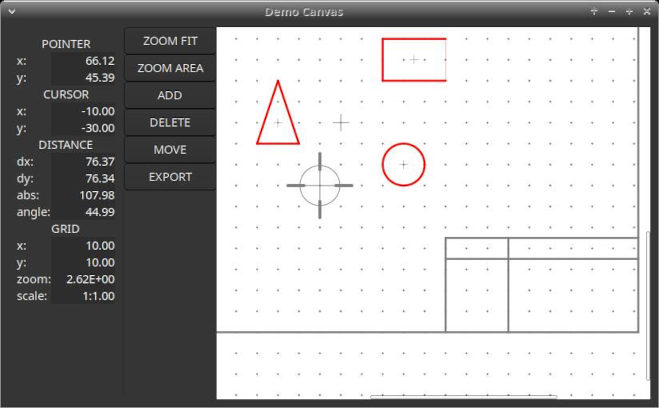 Demo Canvas
POINTER
x: 66.12
y: 45.39
CURSOR
x: -10.00
y: -30.00
DISTANCE
dx: 76.37
dy: 76.34
abs: 107.98
angle: 44.99
GRID
x: 10.00
y: 10.00
zoom: 2.62E+00
scale: 1:1.00
ZOOM FIT
ZOOM AREA
ADD
DELETE
MOVE
EXPORT